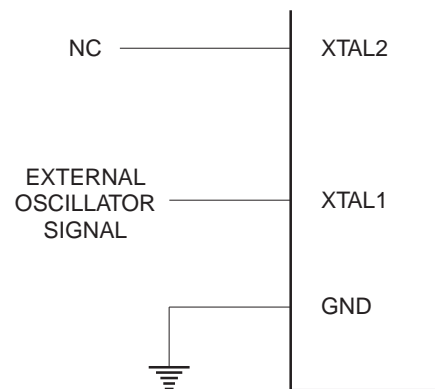 NC
XTAL2
EXTERNAL
OSCILLATOR
SIGNAL
XTAL1
GND